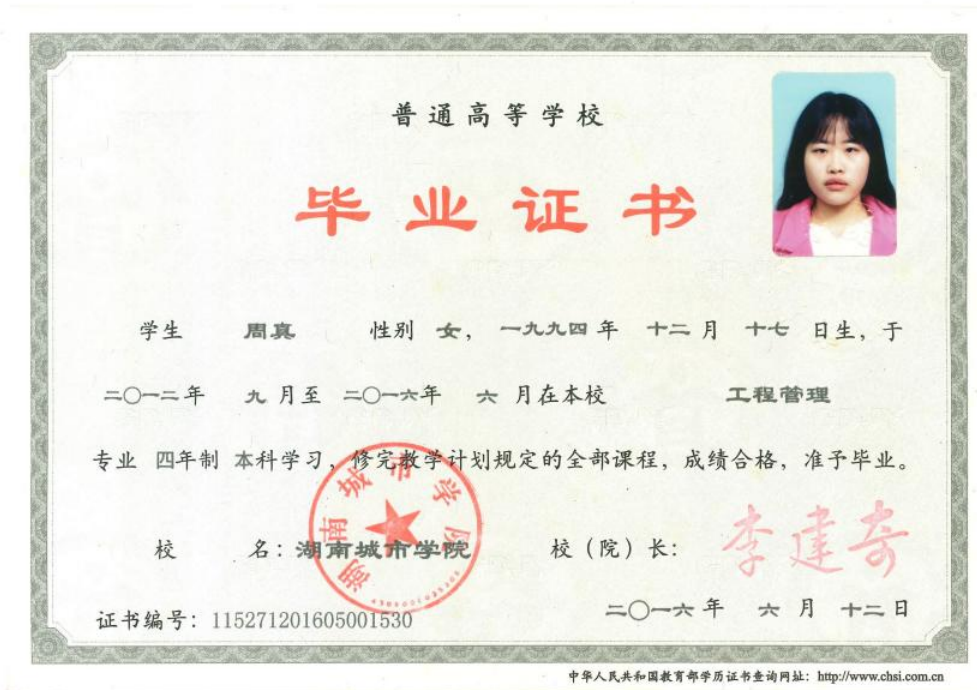 普通高等学校
毕业证书
学生 周真 性别 女， 一九九四 年 十二 月 十七 日生，于
二〇一二年 九 月至 二〇一六年 六 月在本校 工程管理
专业 四年制 本科学习，修完教学计划规定的全部课程，成绩合格，准予毕业。
湖南城市学院
校 名：湖南城市学院 校（院）长： 李建奇
证书编号：115271201605001530 二〇一六 年 六 月 十二 日
中华人民共和国教育部学历证书查询网址：http://www.chsi.com.cn